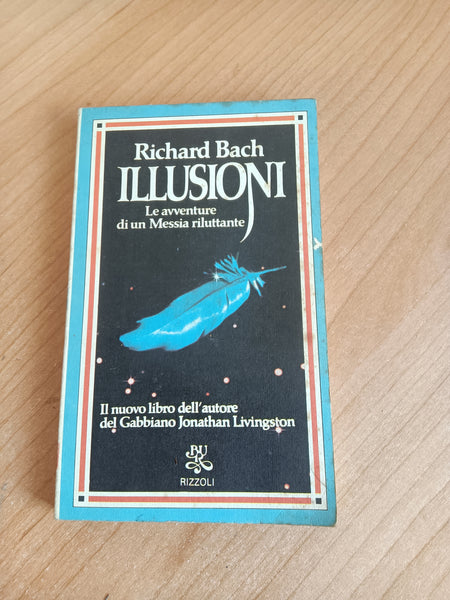 Richard Bach
ILLUSIONI
Le avventure
di un Messia riluttante
Il nuovo libro dell'autore
del Gabbiano Jonathan Livingston
BUR
RIZZOLI